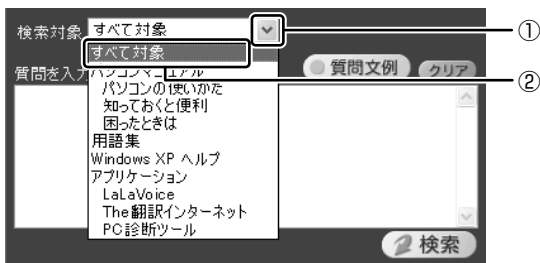 検索対象 すべて対象 ①
すべて対象
質問を入力 パソコンマニュアル 質問文例 クリア
②
パソコンの使いかた
知っておくと便利
困ったときは
用語集
Windows XP ヘルプ
アプリケーション
LaLaVoice
The翻訳インターネット
PC診断ツール
検索